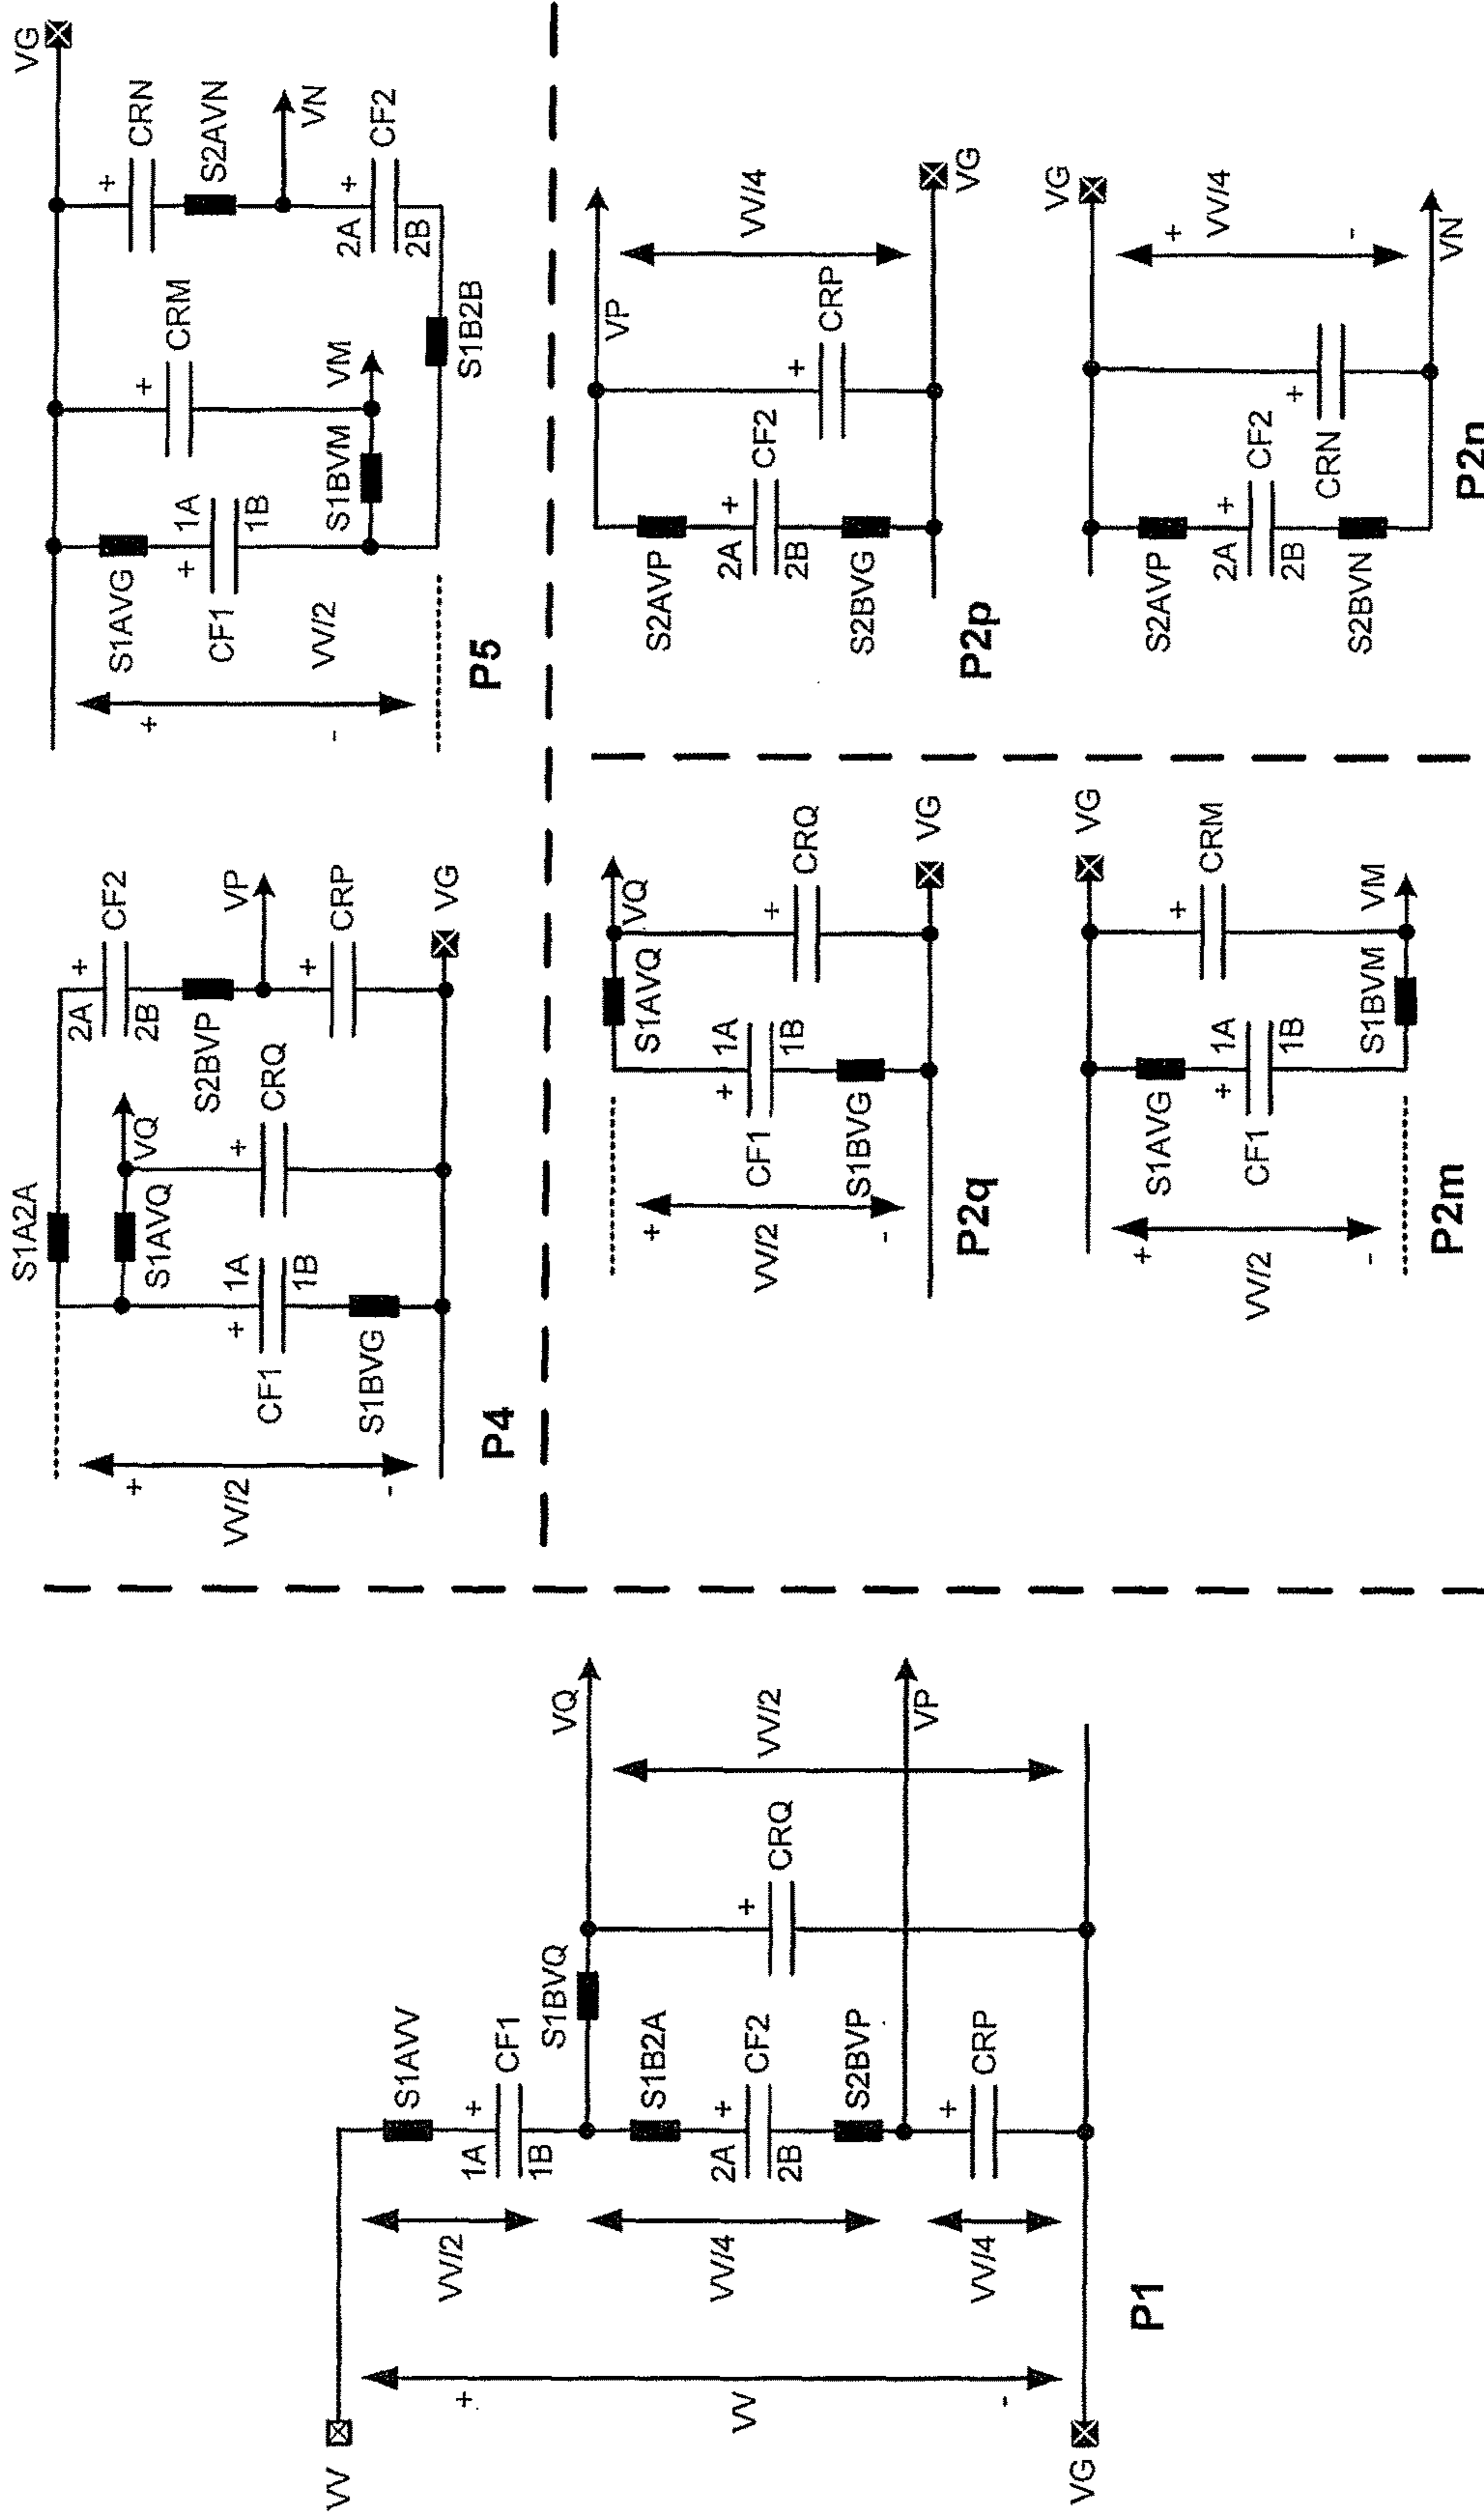 VV
VG
+
VV
-
VV/2
VV/4
VV/4
S1AVV
1A
+
CF1
1B
S1BVQ
S1B2A
2A
+
CF2
2B
S2BVP
+
CRP
+
CRQ
VQ
VV/2
VP
P1
S1A2A
+
VV/2
-
S1AVQ
VQ
+
1A
CF1
1B
S1BVG
+
CRQ
2A
+
CF2
2B
S2BVP
VP
+
CRP
VG
P4
VG
+
VV/2
-
S1AVG
+
1A
CF1
1B
S1BVM
VM
+
CRM
+
CRN
S2AVN
VN
2A
+
CF2
2B
S1B2B
P5
+
VV/2
-
S1AVQ
VQ
+
1A
CF1
1B
S1BVG
+
CRQ
VG
P2q
VP
S2AVP
2A
+
CF2
2B
S2BVG
+
CRP
VV/4
VG
P2p
VG
+
VV/2
-
S1AVG
+
1A
CF1
1B
S1BVM
+
CRM
VM
P2m
VG
S2AVP
2A
+
CF2
2B
S2BVN
+
CRN
+
VV/4
-
VN
P2n